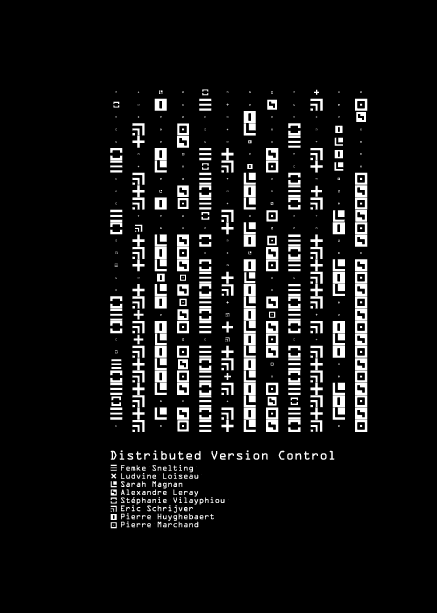 Distributed Version Control
Femke Snelting
Ludivine Loiseau
Sarah Magnan
Alexandre Leray
Stéphanie Vilayphiou
Eric Schrijver
Pierre Huyghebaert
Pierre Marchand